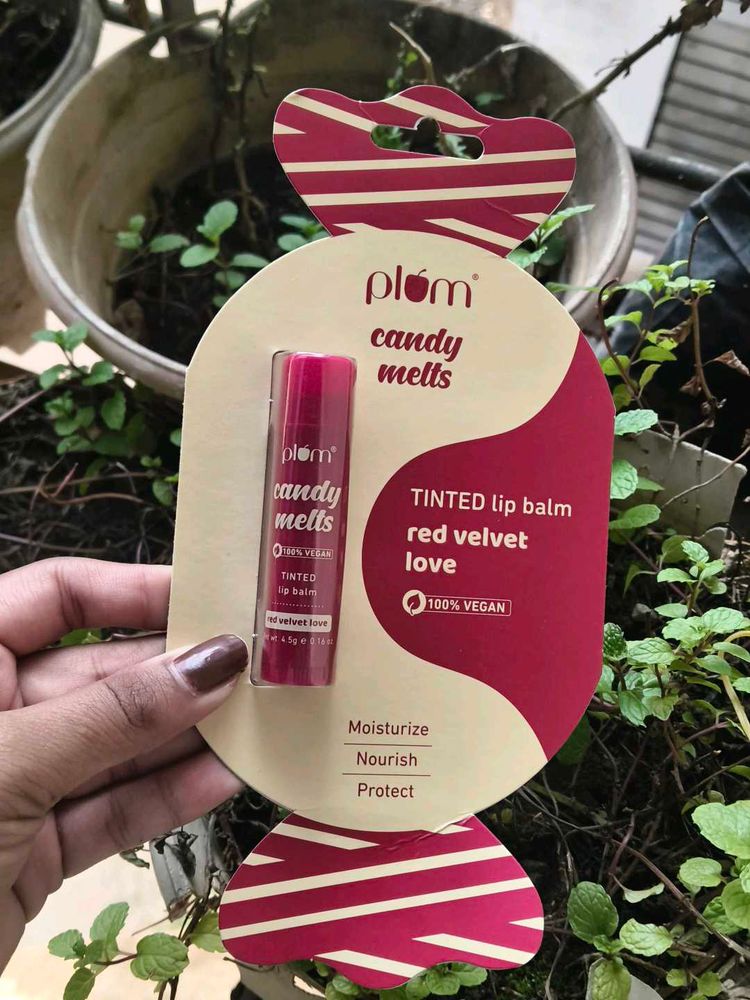 plum®
candy
melts
TINTED lip balm
red velvet
love
100% VEGAN
Moisturize
Nourish
Protect
plum®
candy
melts
100% VEGAN
TINTED
lip balm
red velvet love
wt 4.5g e 0.16 oz